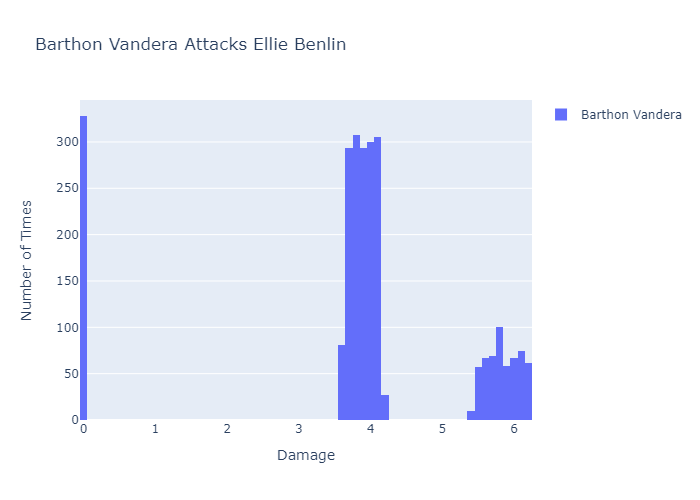 Barthon Vandera Attacks Ellie Benlin
Barthon Vandera
Number of Times
300
250
200
150
100
50
0
0 1 2 3 4 5 6
Damage